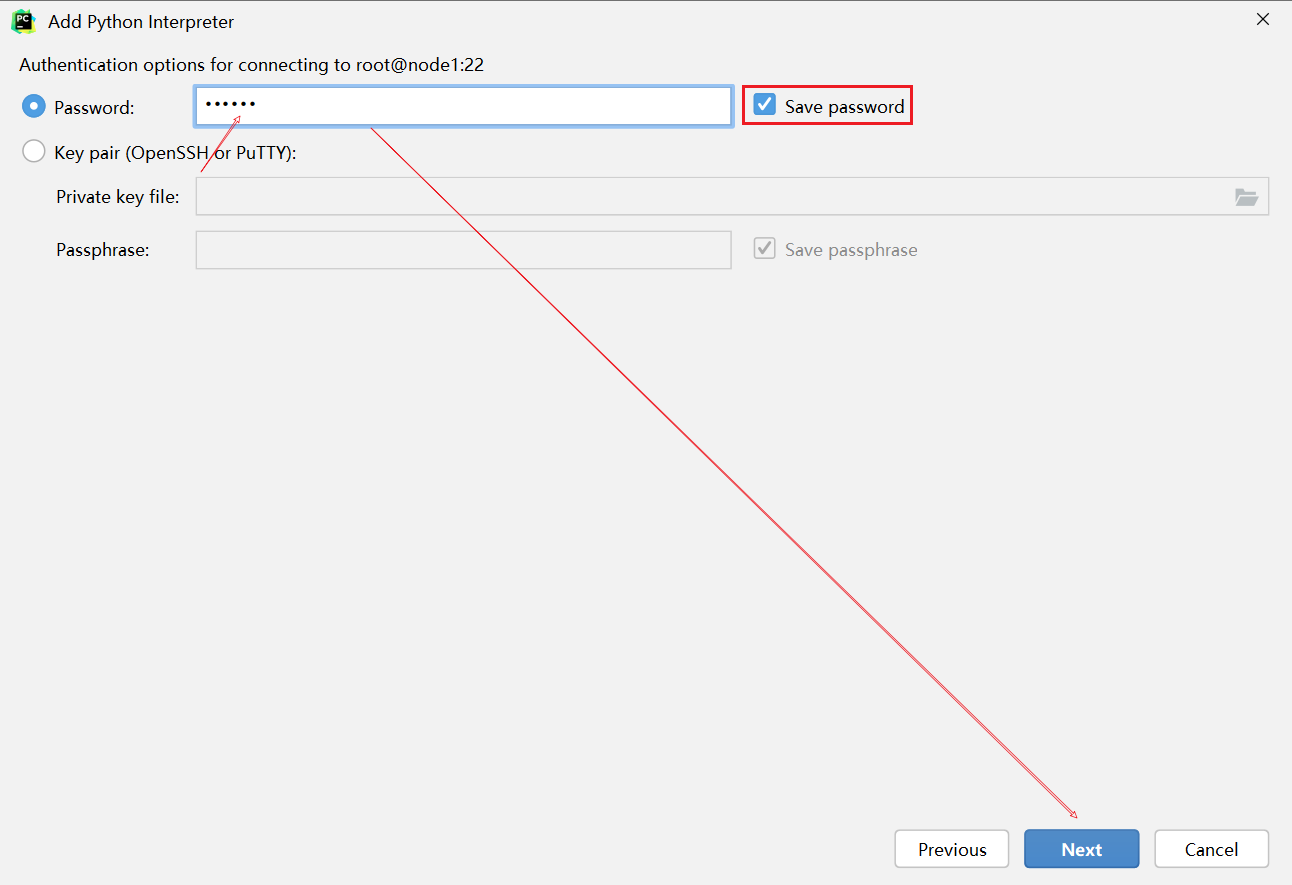 PC
Add Python Interpreter
Authentication options for connecting to root@node1:22
Password: •••••• Save password
Key pair (OpenSSH or PuTTY):
Private key file:
Passphrase: Save passphrase
Previous Next Cancel